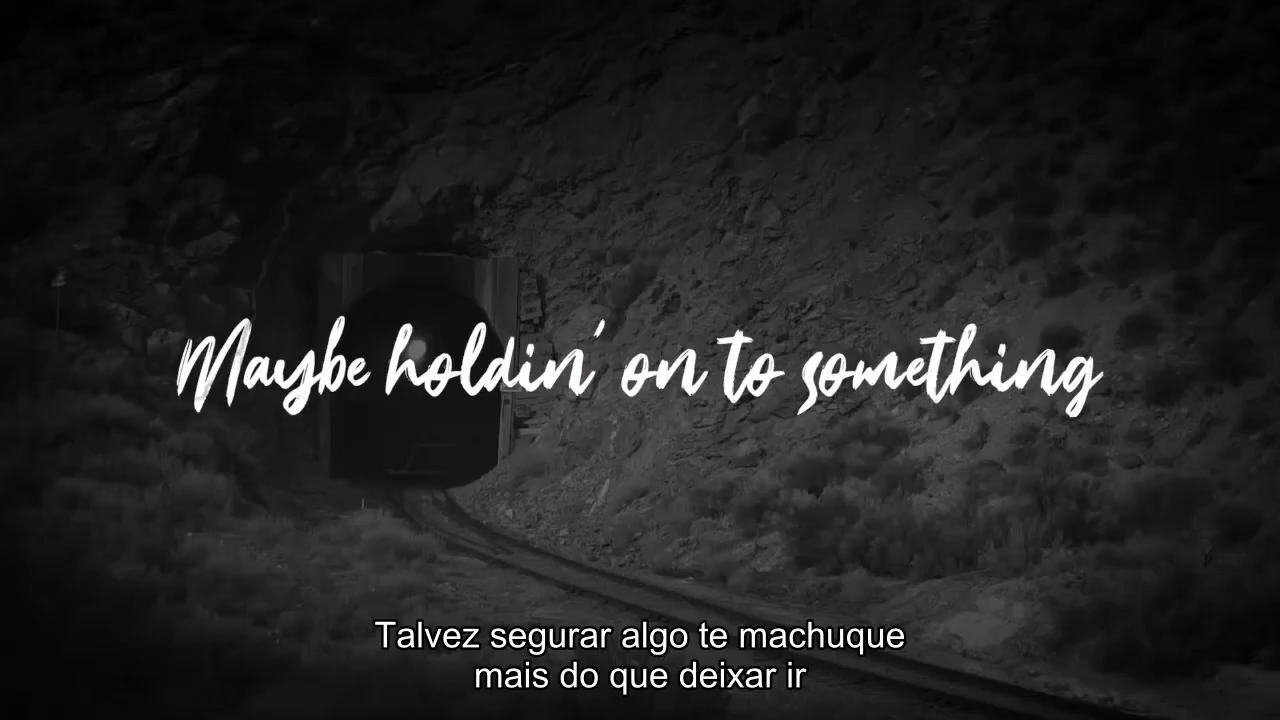 Maybe holdin' on to something
Talvez segurar algo te machuque
mais do que deixar ir